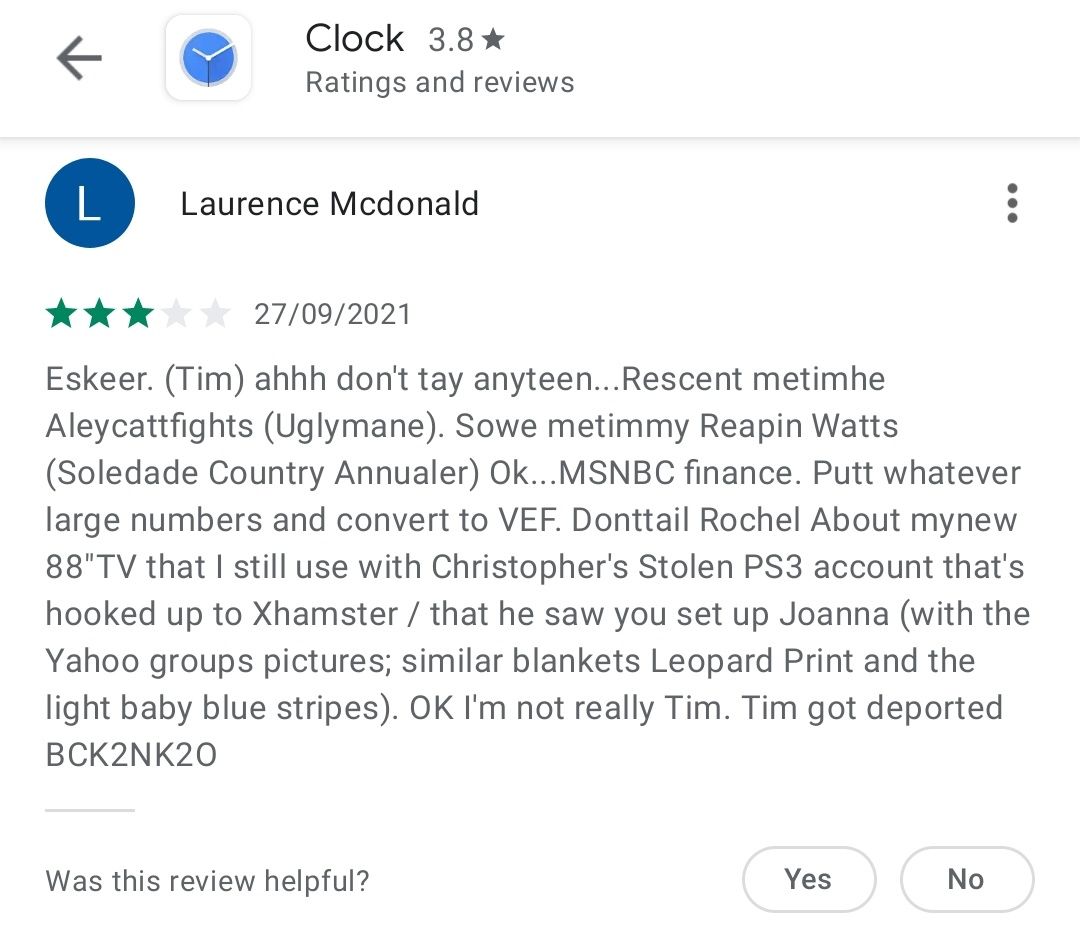 Clock 3.8★
Ratings and reviews
L
Laurence Mcdonald
27/09/2021
Eskeer. (Tim) ahhh don't tay anyteen...Rescent metimhe
Aleycattfights (Uglymane). Sowe metimmy Reapin Watts
(Soledade Country Annualer) Ok...MSNBC finance. Putt whatever
large numbers and convert to VEF. Donttail Rochel About mynew
88"TV that I still use with Christopher's Stolen PS3 account that's
hooked up to Xhamster / that he saw you set up Joanna (with the
Yahoo groups pictures; similar blankets Leopard Print and the
light baby blue stripes). OK I'm not really Tim. Tim got deported
BCK2NK2O
Was this review helpful?
Yes
No